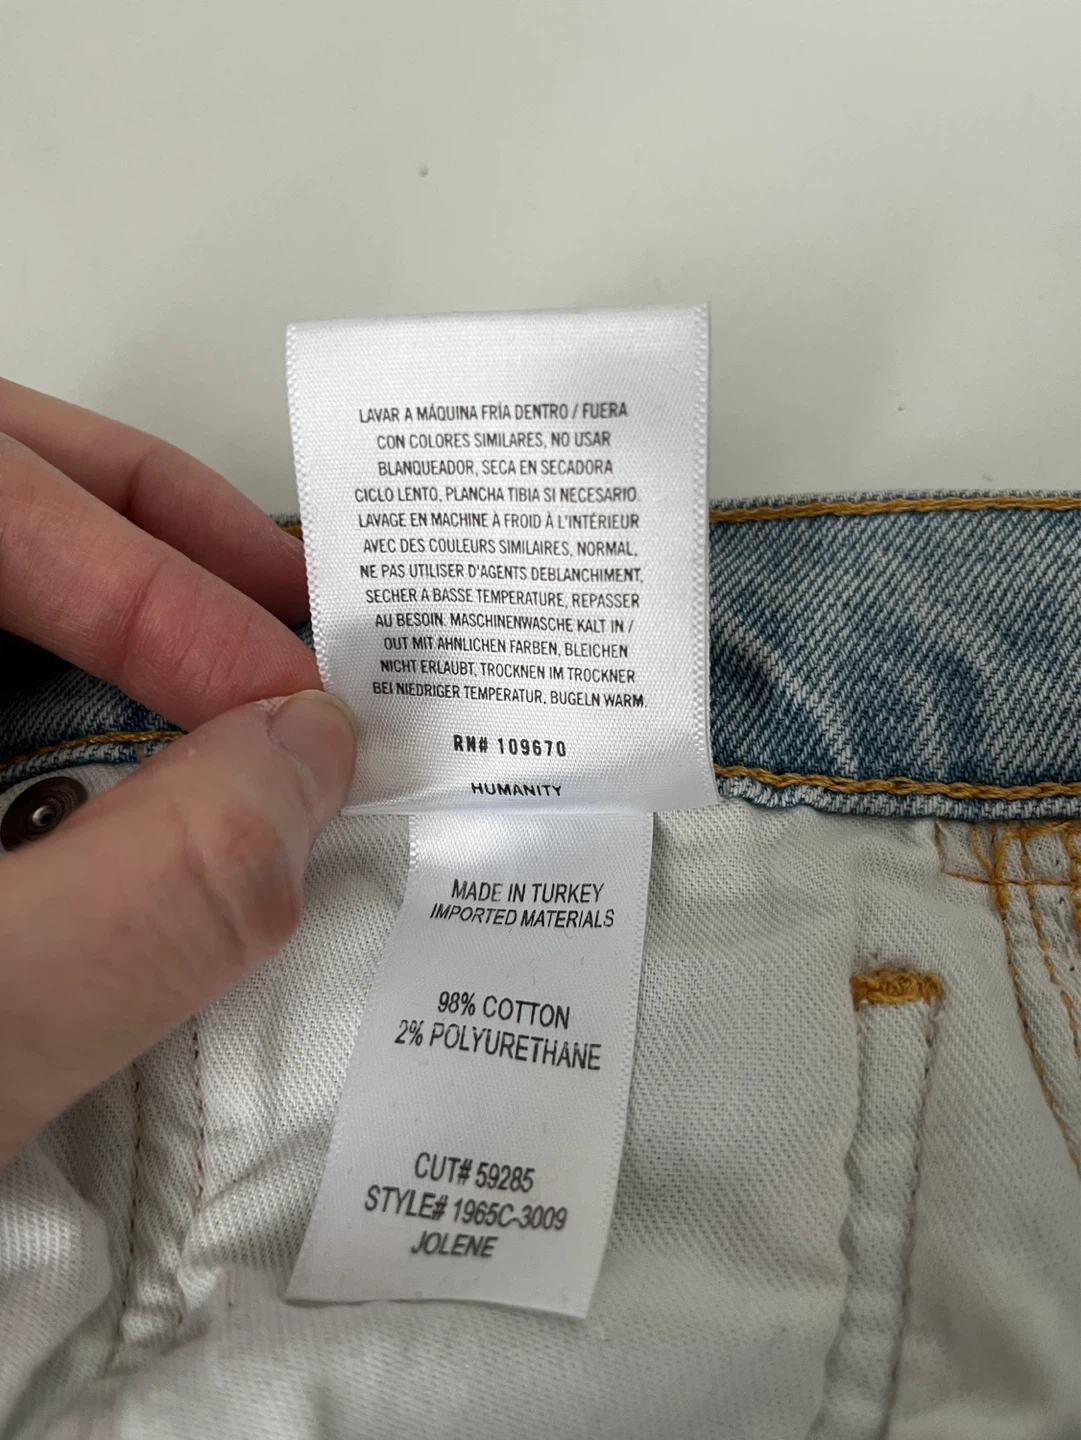 LAVAR A MÁQUINA FRÍA DENTRO / FUERA
CON COLORES SIMILARES, NO USAR
BLANQUEADOR, SECA EN SECADORA
CICLO LENTO, PLANCHA TIBIA SI NECESARIO.
LAVAGE EN MACHINE À FROID À L'INTÉRIEUR
AVEC DES COULEURS SIMILAIRES, NORMAL,
NE PAS UTILISER D'AGENTS DEBLANCHIMENT,
SECHER A BASSE TEMPERATURE, REPASSER
AU BESOIN. MASCHINENWASCHE KALT IN /
OUT MIT AHNLICHEN FARBEN, BLEICHEN
NICHT ERLAUBT, TROCKNEN IM TROCKNER
BEI NIEDRIGER TEMPERATUR, BUGELN WARM.
RN# 109670
HUMANITY
MADE IN TURKEY
IMPORTED MATERIALS
98% COTTON
2% POLYURETHANE
CUT# 59285
STYLE# 1965C-3009
JOLENE